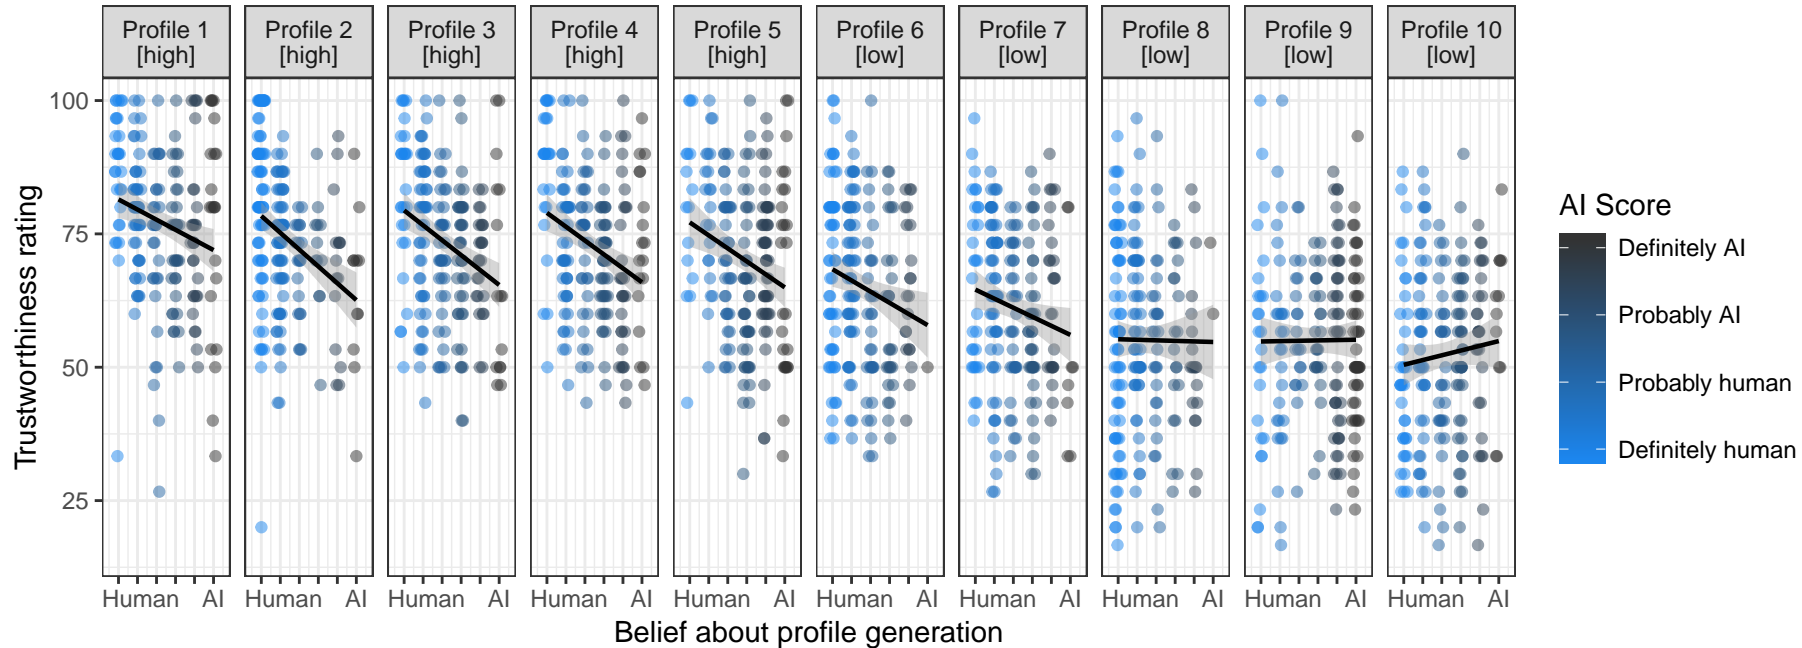 Profile 1
[high]
Profile 2
[high]
Profile 3
[high]
Profile 4
[high]
Profile 5
[high]
Profile 6
[low]
Profile 7
[low]
Profile 8
[low]
Profile 9
[low]
Profile 10
[low]
Trustworthiness rating
100
75
50
25
Human AI
Human AI
Human AI
Human AI
Human AI
Human AI
Human AI
Human AI
Human AI
Human AI
Belief about profile generation
AI Score
Definitely AI
Probably AI
Probably human
Definitely human